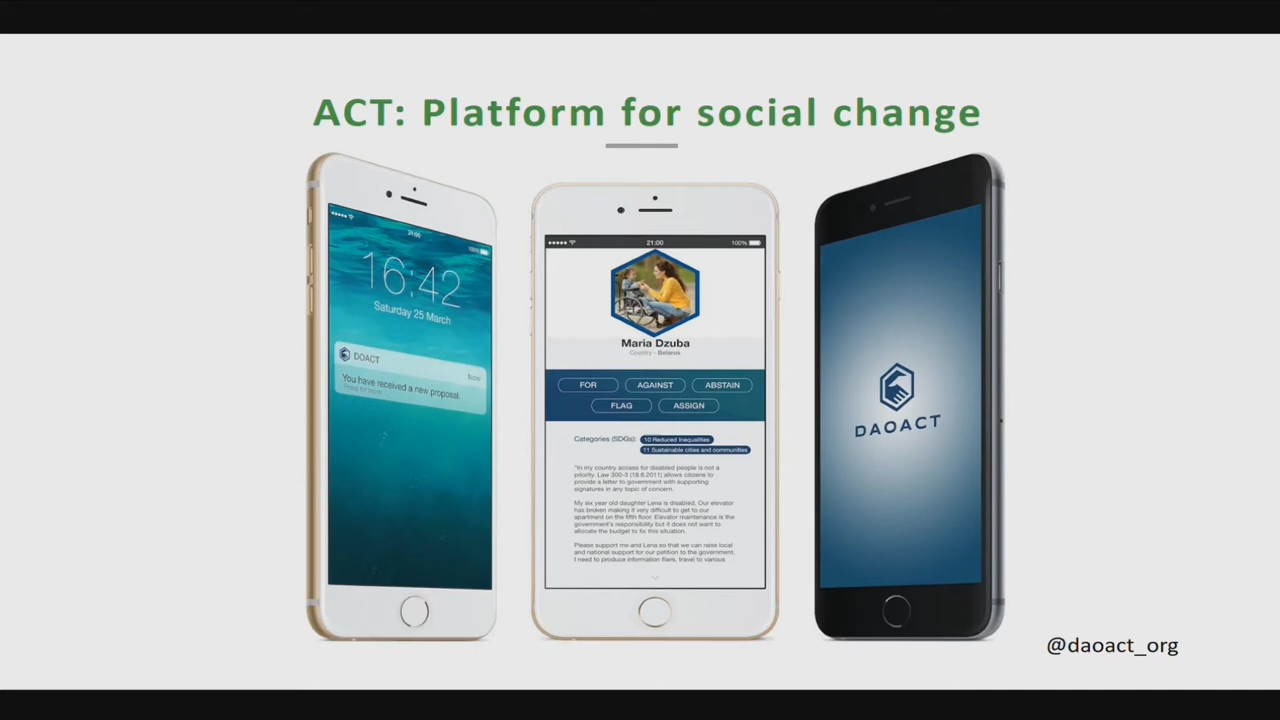 ACT: Platform for social change
21:00
100%
16:42
Saturday 25 March
DOACT
Now
You have received a new proposal.
Press for more
21:00
100%
Maria Dzuba
Country - Belarus
FOR
AGAINST
ABSTAIN
FLAG
ASSIGN
Categories (SDGs):
10 Reduced Inequalities
11 Sustainable cities and communities
"In my country access for disabled people is not a
priority. Law 300-3 (18.6.2011) allows citizens to
provide a letter to government with supporting
signatures in any topic of concern.
My six year old daughter Lena is disabled. Our elevator
has broken making it very difficult to get to our
apartment on the fifth floor. Elevator maintenance is the
government's responsibility but it does not want to
allocate the budget to fix this situation.
Please support me and Lena so that we can raise local
and national support for our petition to the government.
I need to produce information fliers, travel to various
DAOACT
@daoact_org